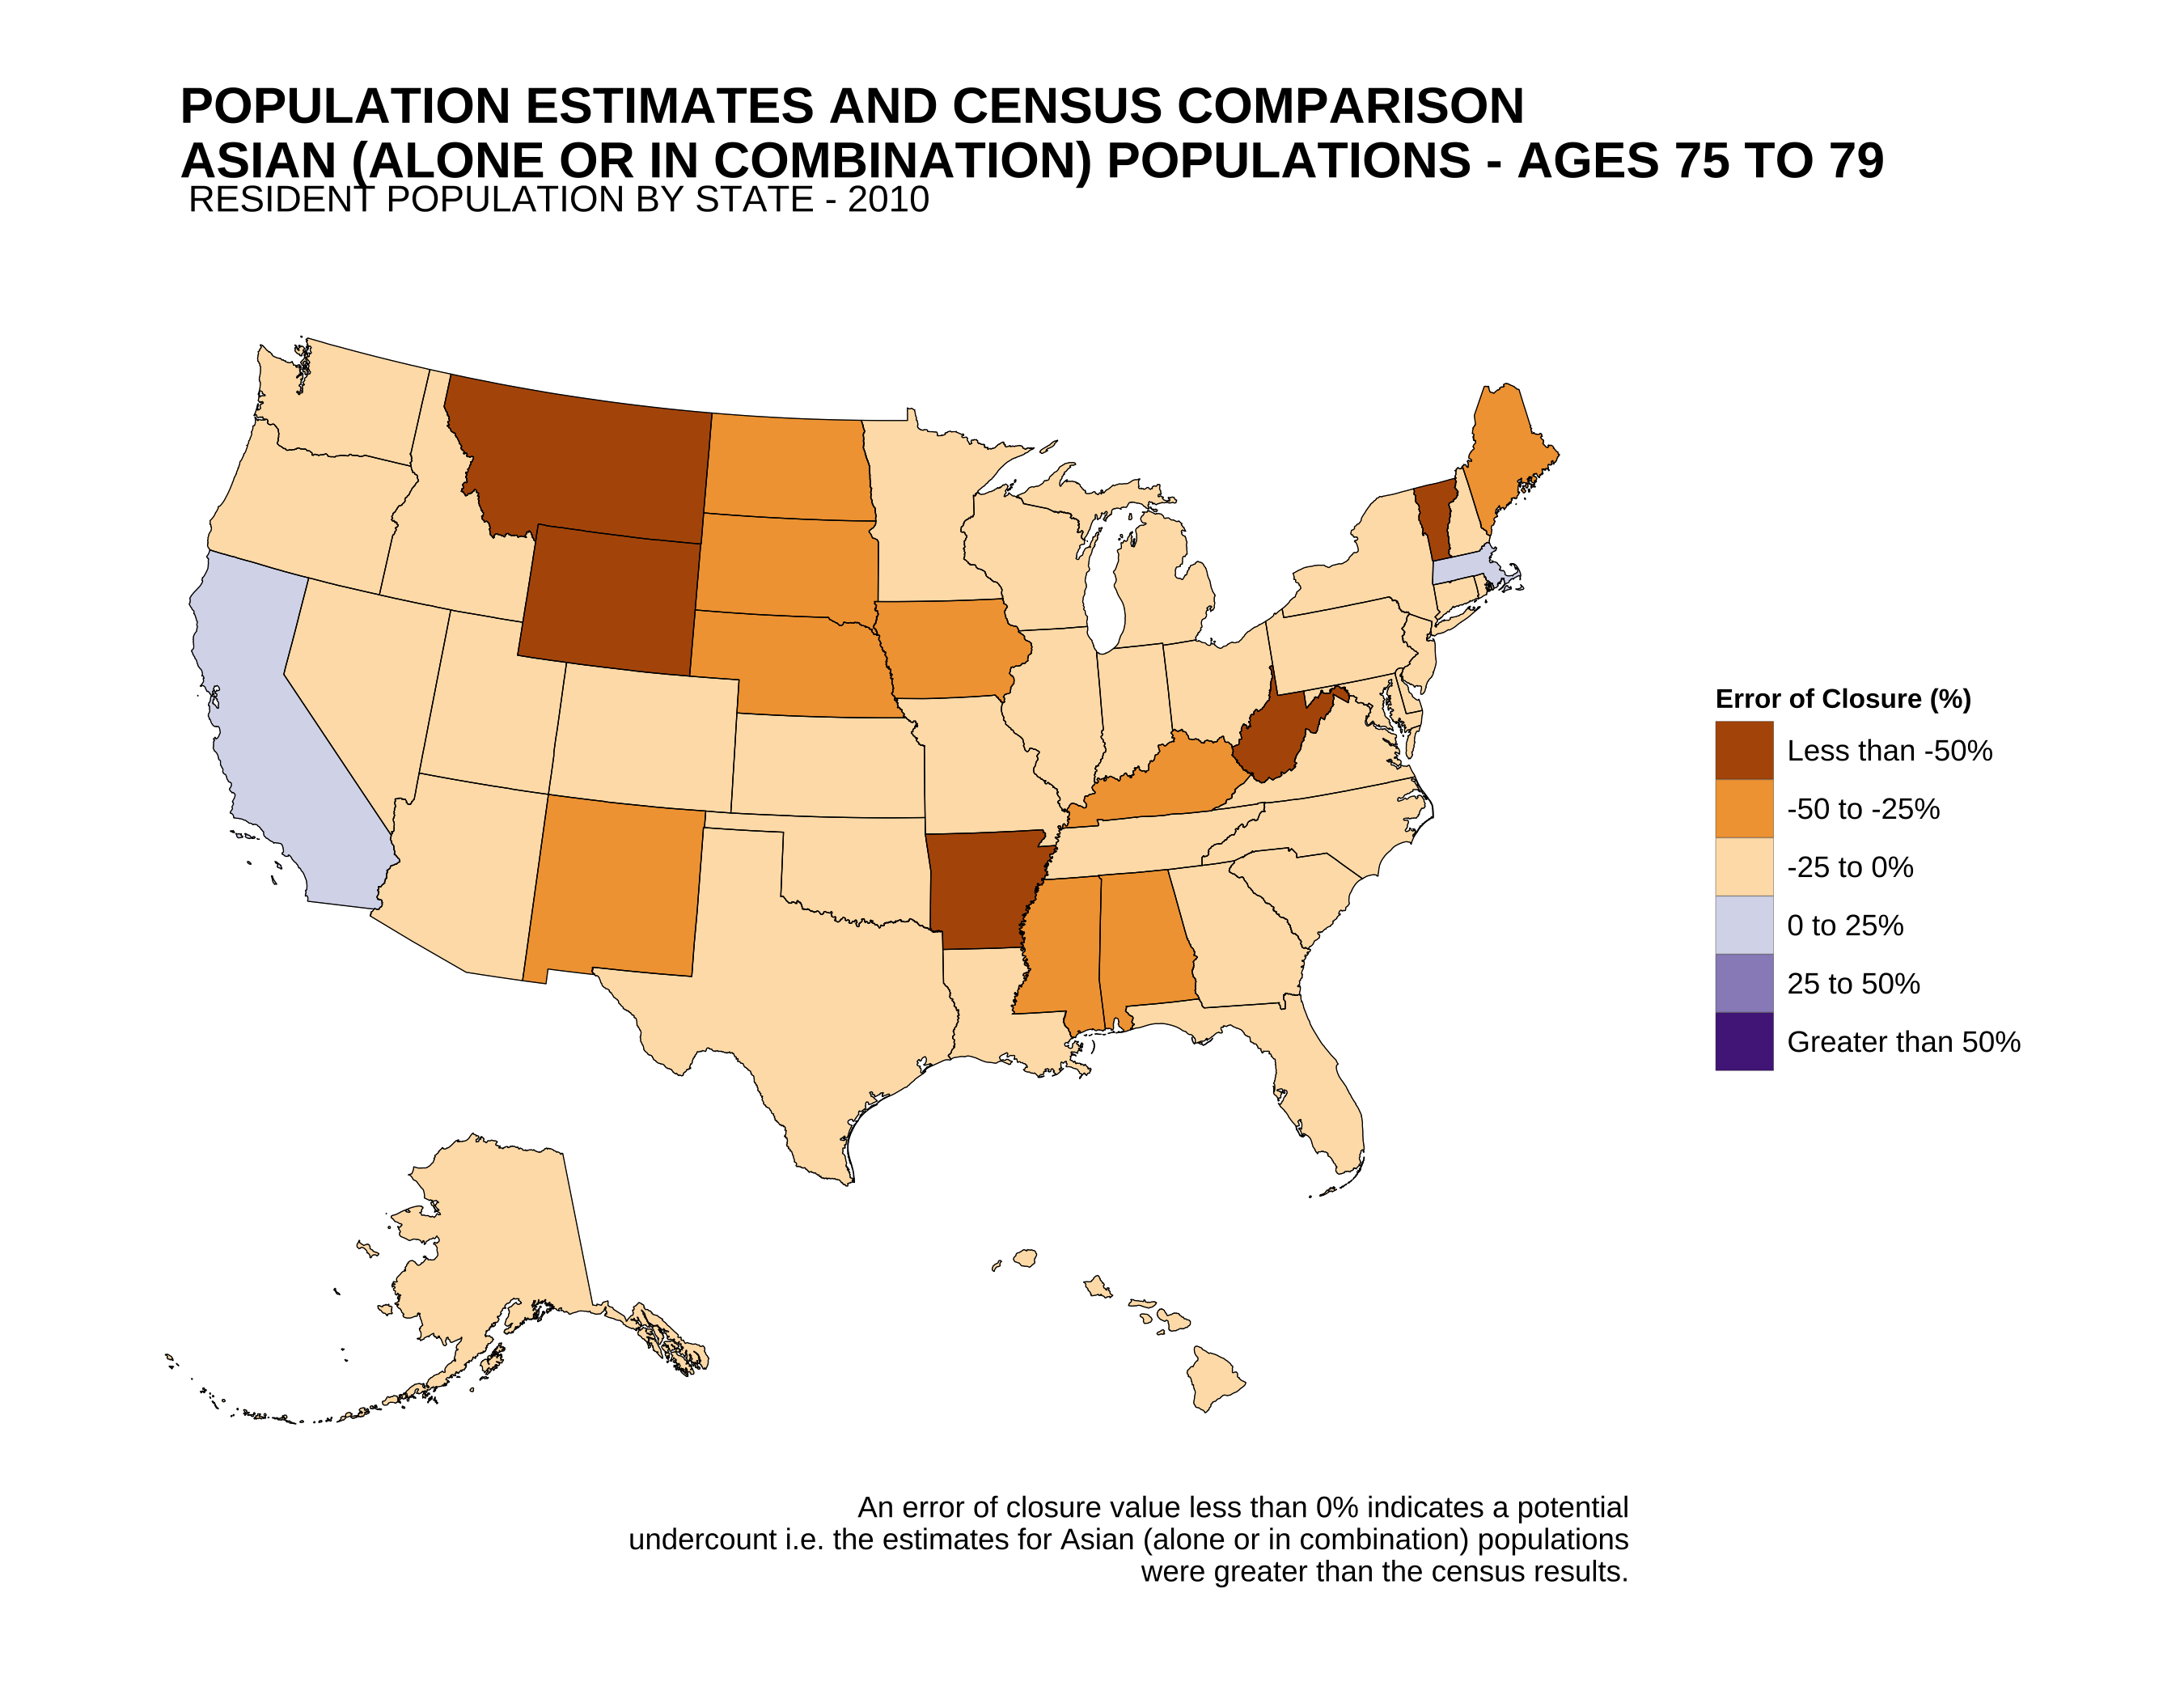 POPULATION ESTIMATES AND CENSUS COMPARISON
ASIAN (ALONE OR IN COMBINATION) POPULATIONS - AGES 75 TO 79
RESIDENT POPULATION BY STATE - 2010
Error of Closure (%)
Less than -50%
-50 to -25%
-25 to 0%
0 to 25%
25 to 50%
Greater than 50%
An error of closure value less than 0% indicates a potential
undercount i.e. the estimates for Asian (alone or in combination) populations
were greater than the census results.